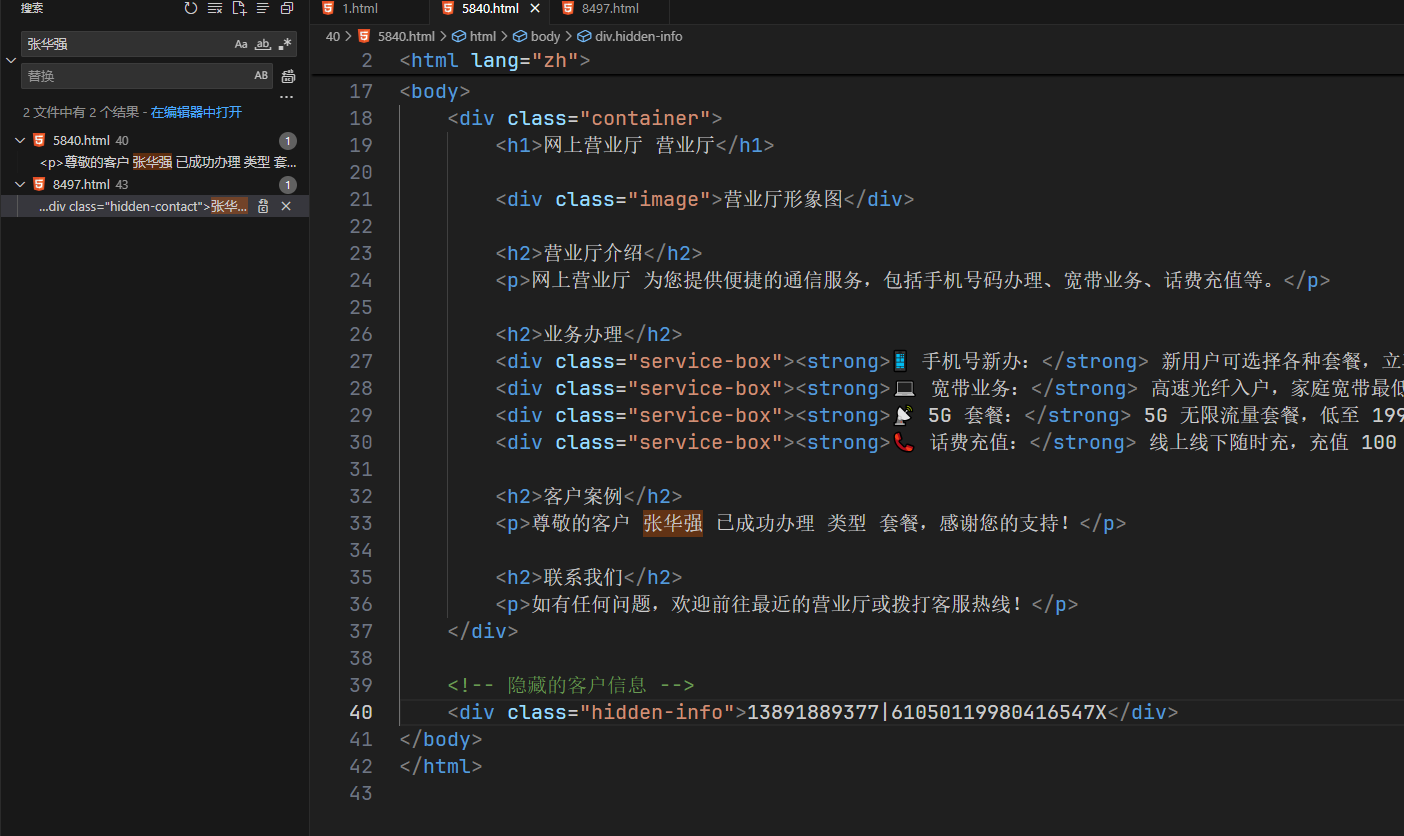 搜索
张华强
Aa ab .*
替换
AB
...
2 文件中有 2 个结果 - 在编辑器中打开
5840.html 40 1
<p>尊敬的客户 张华强 已成功办理 类型 套...
8497.html 43 1
...div class="hidden-contact">张华...
1.html 5840.html 8497.html
40 > 5840.html > html > body > div.hidden-info
2 <html lang="zh">
17 <body>
18 <div class="container">
19 <h1>网上营业厅 营业厅</h1>
20
21 <div class="image">营业厅形象图</div>
22
23 <h2>营业厅介绍</h2>
24 <p>网上营业厅 为您提供便捷的通信服务，包括手机号码办理、宽带业务、话费充值等。</p>
25
26 <h2>业务办理</h2>
27 <div class="service-box"><strong>📱 手机号新办：</strong> 新用户可选择各种套餐，立
28 <div class="service-box"><strong>💻 宽带业务：</strong> 高速光纤入户，家庭宽带最低
29 <div class="service-box"><strong>📡 5G 套餐：</strong> 5G 无限流量套餐，低至 199
30 <div class="service-box"><strong>📞 话费充值：</strong> 线上线下随时充，充值 100
31
32 <h2>客户案例</h2>
33 <p>尊敬的客户 张华强 已成功办理 类型 套餐，感谢您的支持！</p>
34
35 <h2>联系我们</h2>
36 <p>如有任何问题，欢迎前往最近的营业厅或拨打客服热线！</p>
37 </div>
38
39 <!-- 隐藏的客户信息 -->
40 <div class="hidden-info">13891889377|61050119980416547X</div>
41 </body>
42 </html>
43